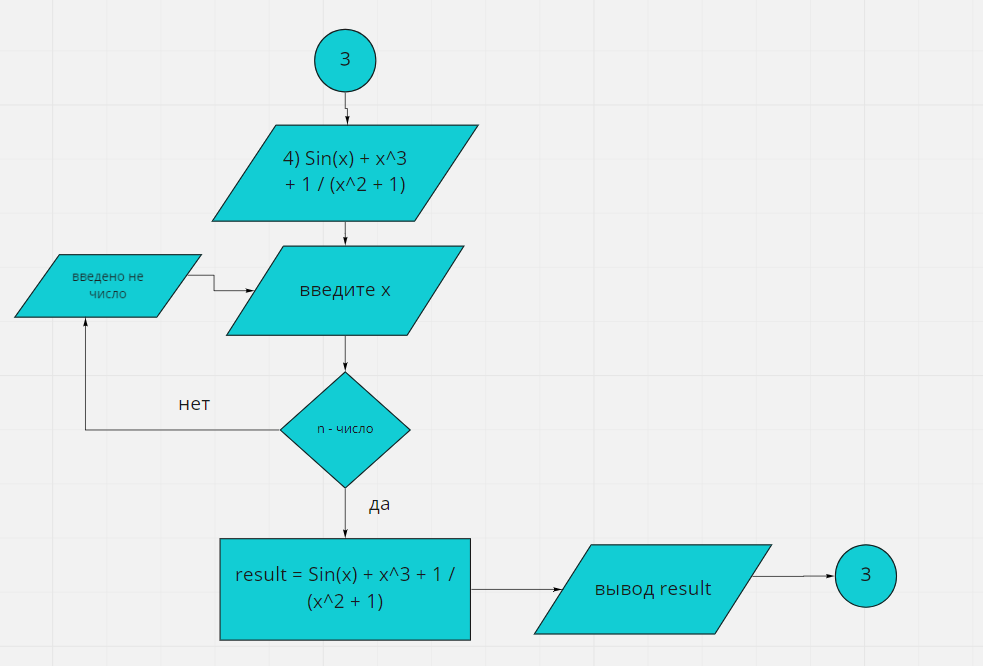 3
4) Sin(x) + x^3
+ 1 / (x^2 + 1)
введено не
число
введите x
нет
n - число
да
result = Sin(x) + x^3 + 1 /
(x^2 + 1)
вывод result
3